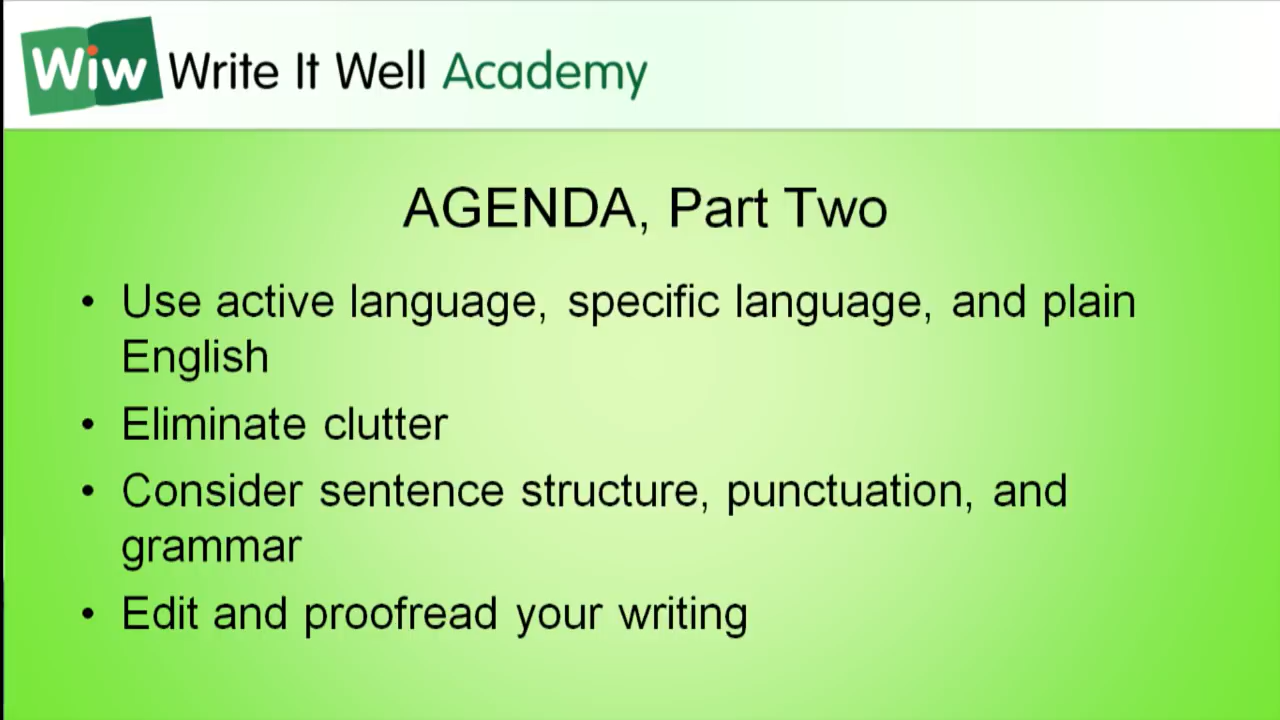 Wiw Write It Well Academy
AGENDA, Part Two
• Use active language, specific language, and plain
English
• Eliminate clutter
• Consider sentence structure, punctuation, and
grammar
• Edit and proofread your writing